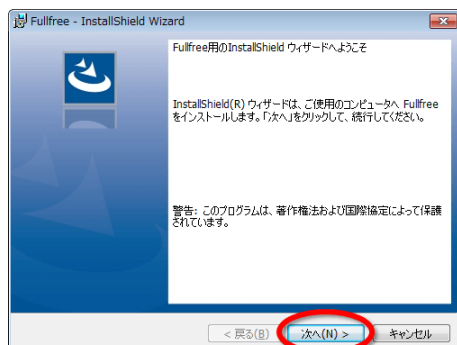 Fullfree - InstallShield Wizard
Fullfree用のInstallShield ウィザードへようこそ
InstallShield(R) ウィザードは、ご使用のコンピュータへ Fullfree
をインストールします。「次へ」をクリックして、続行してください。
警告: このプログラムは、著作権法および国際協定によって保護
されています。
< 戻る(B)
次へ(N) >
キャンセル